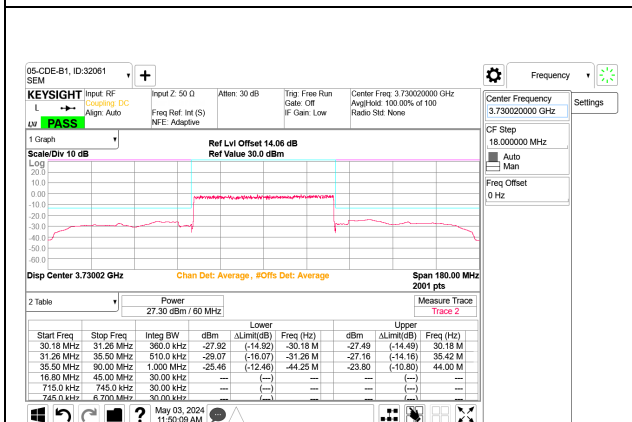 05-CDE-B1, ID:32061
SEM
Frequency
KEYSIGHT Input: RF Input Z: 50 Ω Atten: 30 dB Trig: Free Run Center Freq: 3.730020000 GHz
Coupling: DC Gate: Off Avg|Hold: 100.00% of 100
L Align: Auto Freq Ref: Int (S) IF Gain: Low Radio Std: None
NFE: Adaptive
LXI PASS
Center Frequency
3.730020000 GHz
Settings
CF Step
18.000000 MHz
Auto
Man
Freq Offset
0 Hz
1 Graph
Ref Lvl Offset 14.06 dB
Scale/Div 10 dB Ref Value 30.0 dBm
Log
20.0
10.0
0.00
-10.0
-20.0
-30.0
-40.0
-50.0
-60.0
Disp Center 3.73002 GHz Chan Det: Average, #Offs Det: Average Span 180.00 MHz
2001 pts
2 Table Power Measure Trace
27.30 dBm / 60 MHz Trace 2
Lower Upper
Start Freq Stop Freq Integ BW dBm ΔLimit(dB) Freq (Hz) dBm ΔLimit(dB) Freq (Hz)
30.18 MHz 31.26 MHz 360.0 kHz -27.92 (-14.92) -30.18 M -27.49 (-14.49) 30.18 M
31.26 MHz 35.50 MHz 510.0 kHz -29.07 (-16.07) -31.26 M -27.16 (-14.16) 35.42 M
35.50 MHz 90.00 MHz 1.000 MHz -25.46 (-12.46) -44.25 M -23.80 (-10.80) 44.00 M
16.80 MHz 45.00 MHz 30.00 kHz --- (---) --- (---)
715.0 kHz 745.0 kHz 30.00 kHz --- (---) --- (---)
745.0 kHz 6.700 MHz 30.00 kHz --- (---) --- (---)
? May 03, 2024
11:50:09 AM